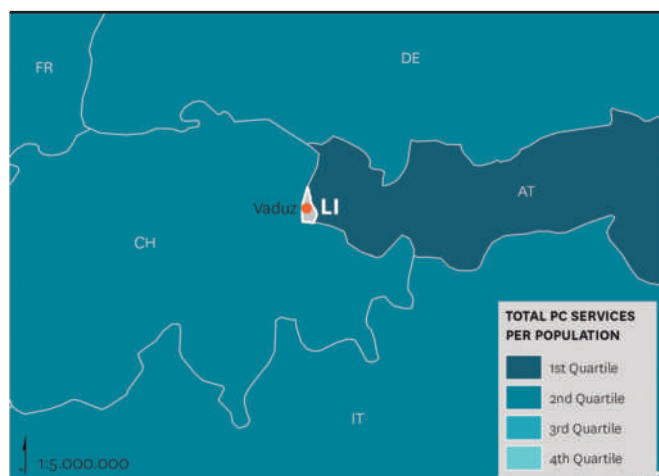 FR
DE
Vaduz LI
AT
CH
IT
TOTAL PC SERVICES
PER POPULATION
1st Quartile
2nd Quartile
3rd Quartile
4th Quartile
1:5.000.000